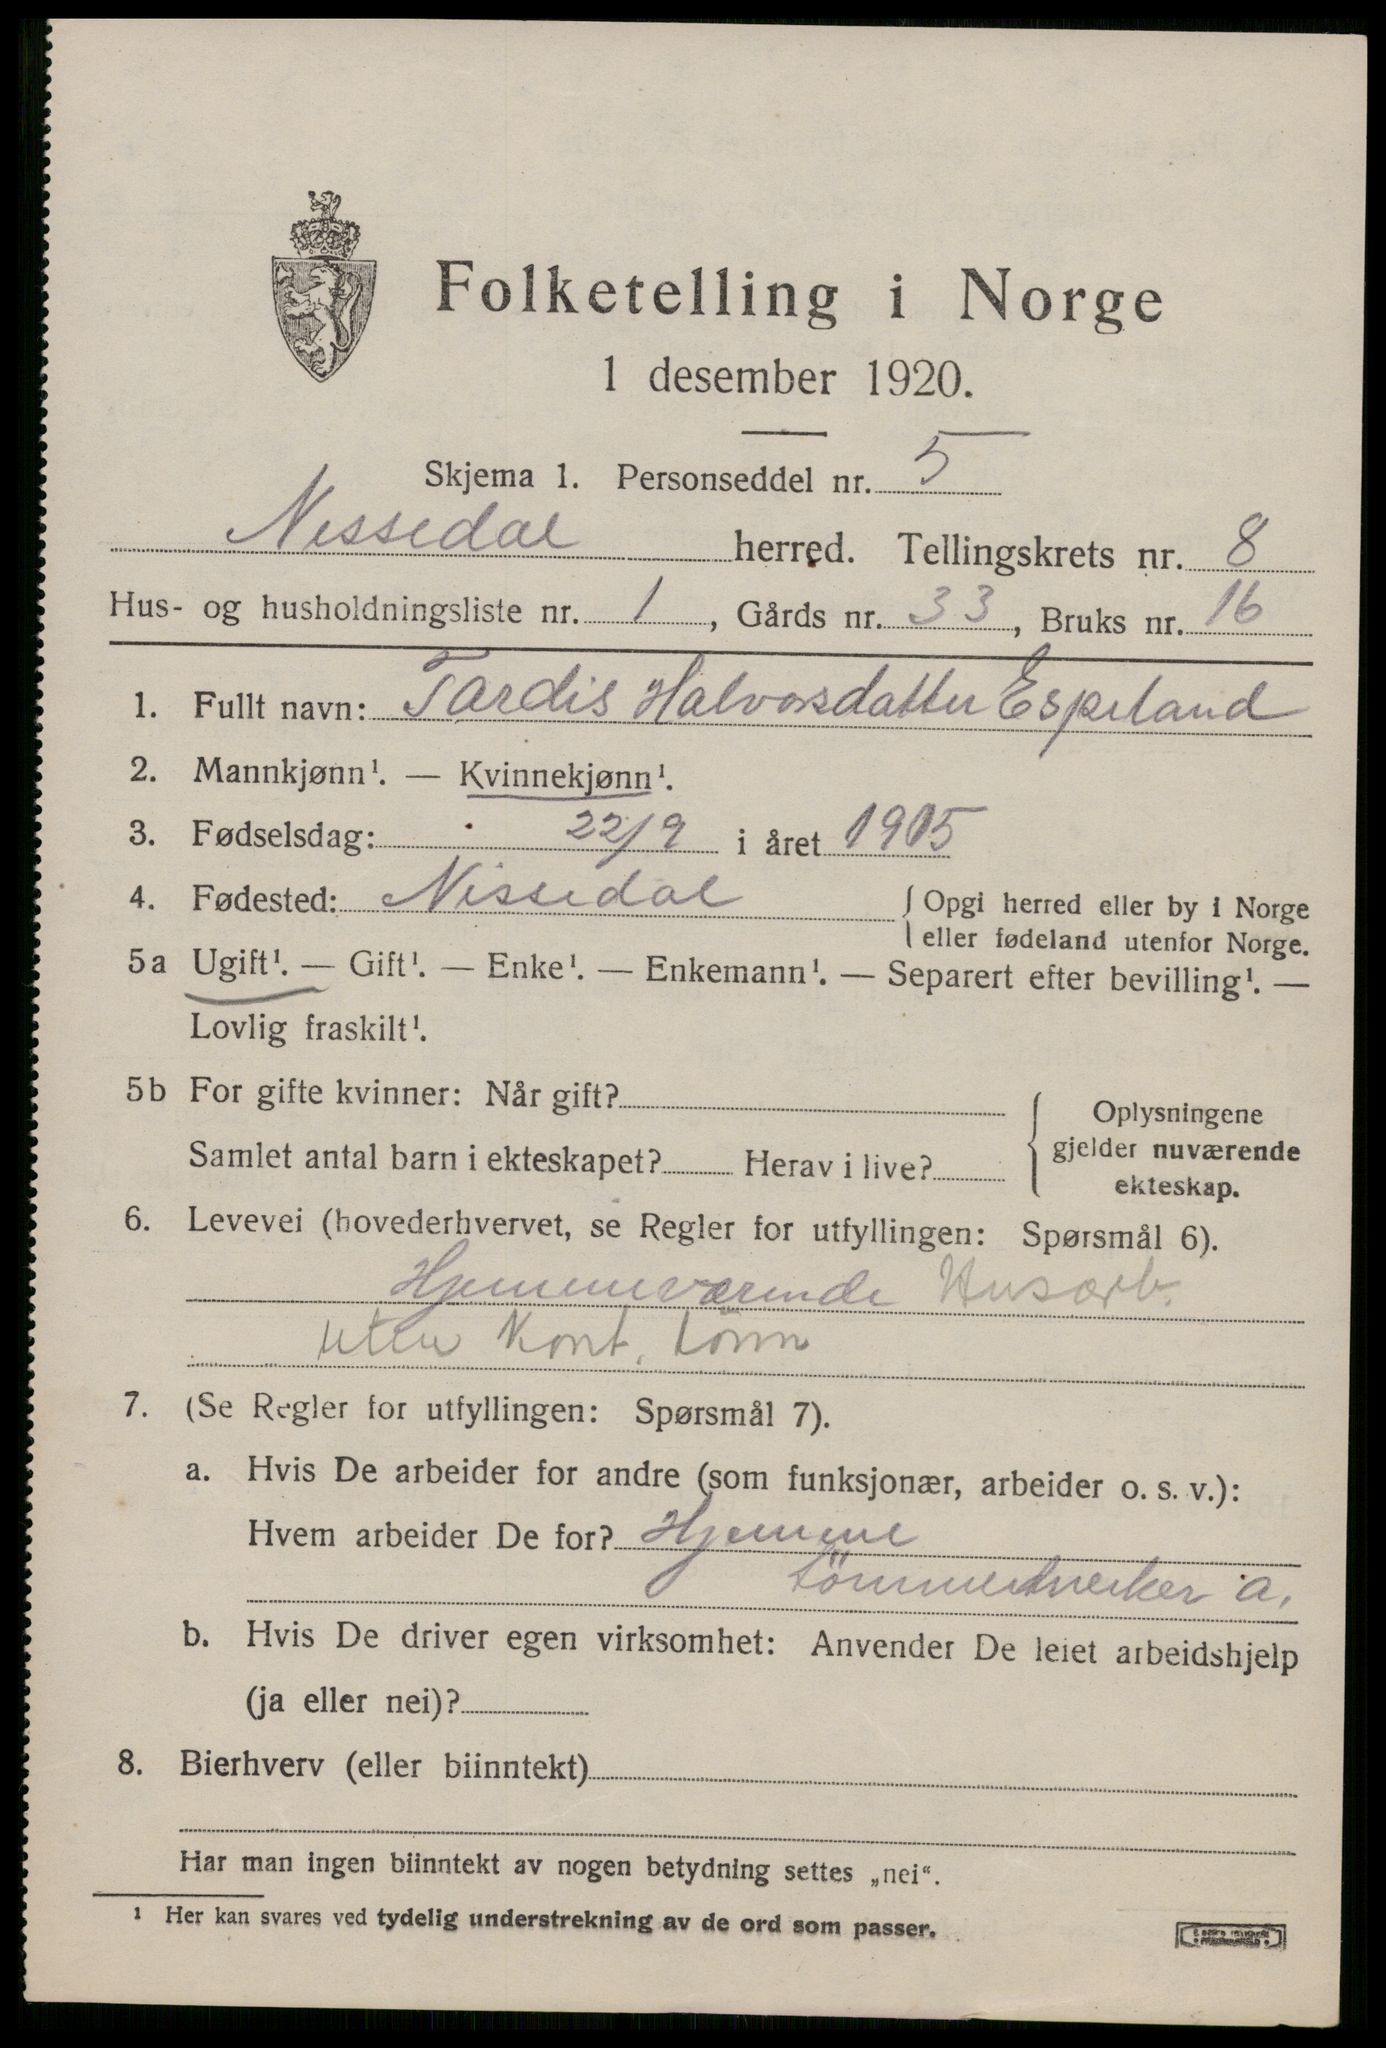 Folketelling i Norge
1 desember 1920.
Skjema 1. Personseddel nr. 5
Nissedal herred. Tellingskrets nr. 8
Hus- og husholdningsliste nr. 1, Gårds nr. 33, Bruks nr. 16
1. Fullt navn: Tardis Halvorsdatter Espeland
2. Mannkjønn¹. — Kvinnekjønn¹.
3. Fødselsdag: 22/9 i året 1905
4. Fødested: Nissedal { Opgi herred eller by i Norge
eller fødeland utenfor Norge.
5a Ugift¹. — Gift¹. — Enke¹. — Enkemann¹. — Separert efter bevilling¹. —
Lovlig fraskilt¹.
5b For gifte kvinner: Når gift?
Samlet antal barn i ekteskapet? Herav i live?
{ Oplysningene
gjelder nuværende
ekteskap.
6. Levevei (hovederhvervet, se Regler for utfyllingen: Spørsmål 6).
Hjemmeværende Husarb.
uten Kont. Lønn
7. (Se Regler for utfyllingen: Spørsmål 7).
a. Hvis De arbeider for andre (som funksjonær, arbeider o. s. v.):
Hvem arbeider De for? Hjemme
a.
b. Hvis De driver egen virksomhet: Anvender De leiet arbeidshjelp
(ja eller nei)?
8. Bierhverv (eller biinntekt)
Har man ingen biinntekt av nogen betydning settes „nei“.
¹ Her kan svares ved tydelig understrekning av de ord som passer.